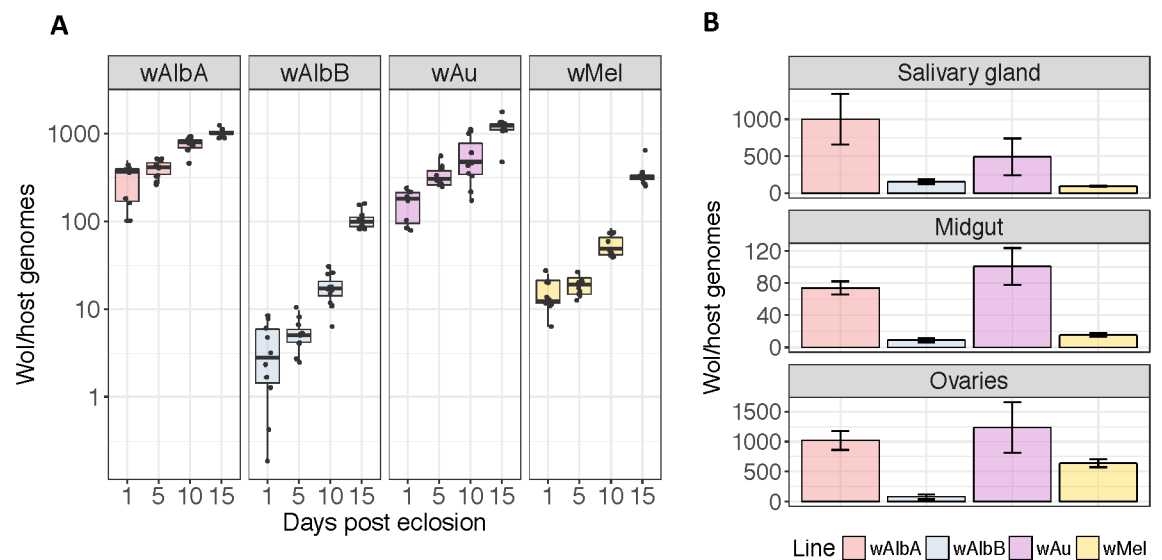 A
wAlbA wAlbB wAu wMel
1000
100
10
1
Wol/host genomes
1 5 10 15 1 5 10 15 1 5 10 15 1 5 10 15
Days post eclosion
B
Salivary gland
1000
500
0
Midgut
120
80
40
0
Ovaries
1500
1000
500
0
Wol/host genomes
Line wAlbA wAlbB wAu wMel